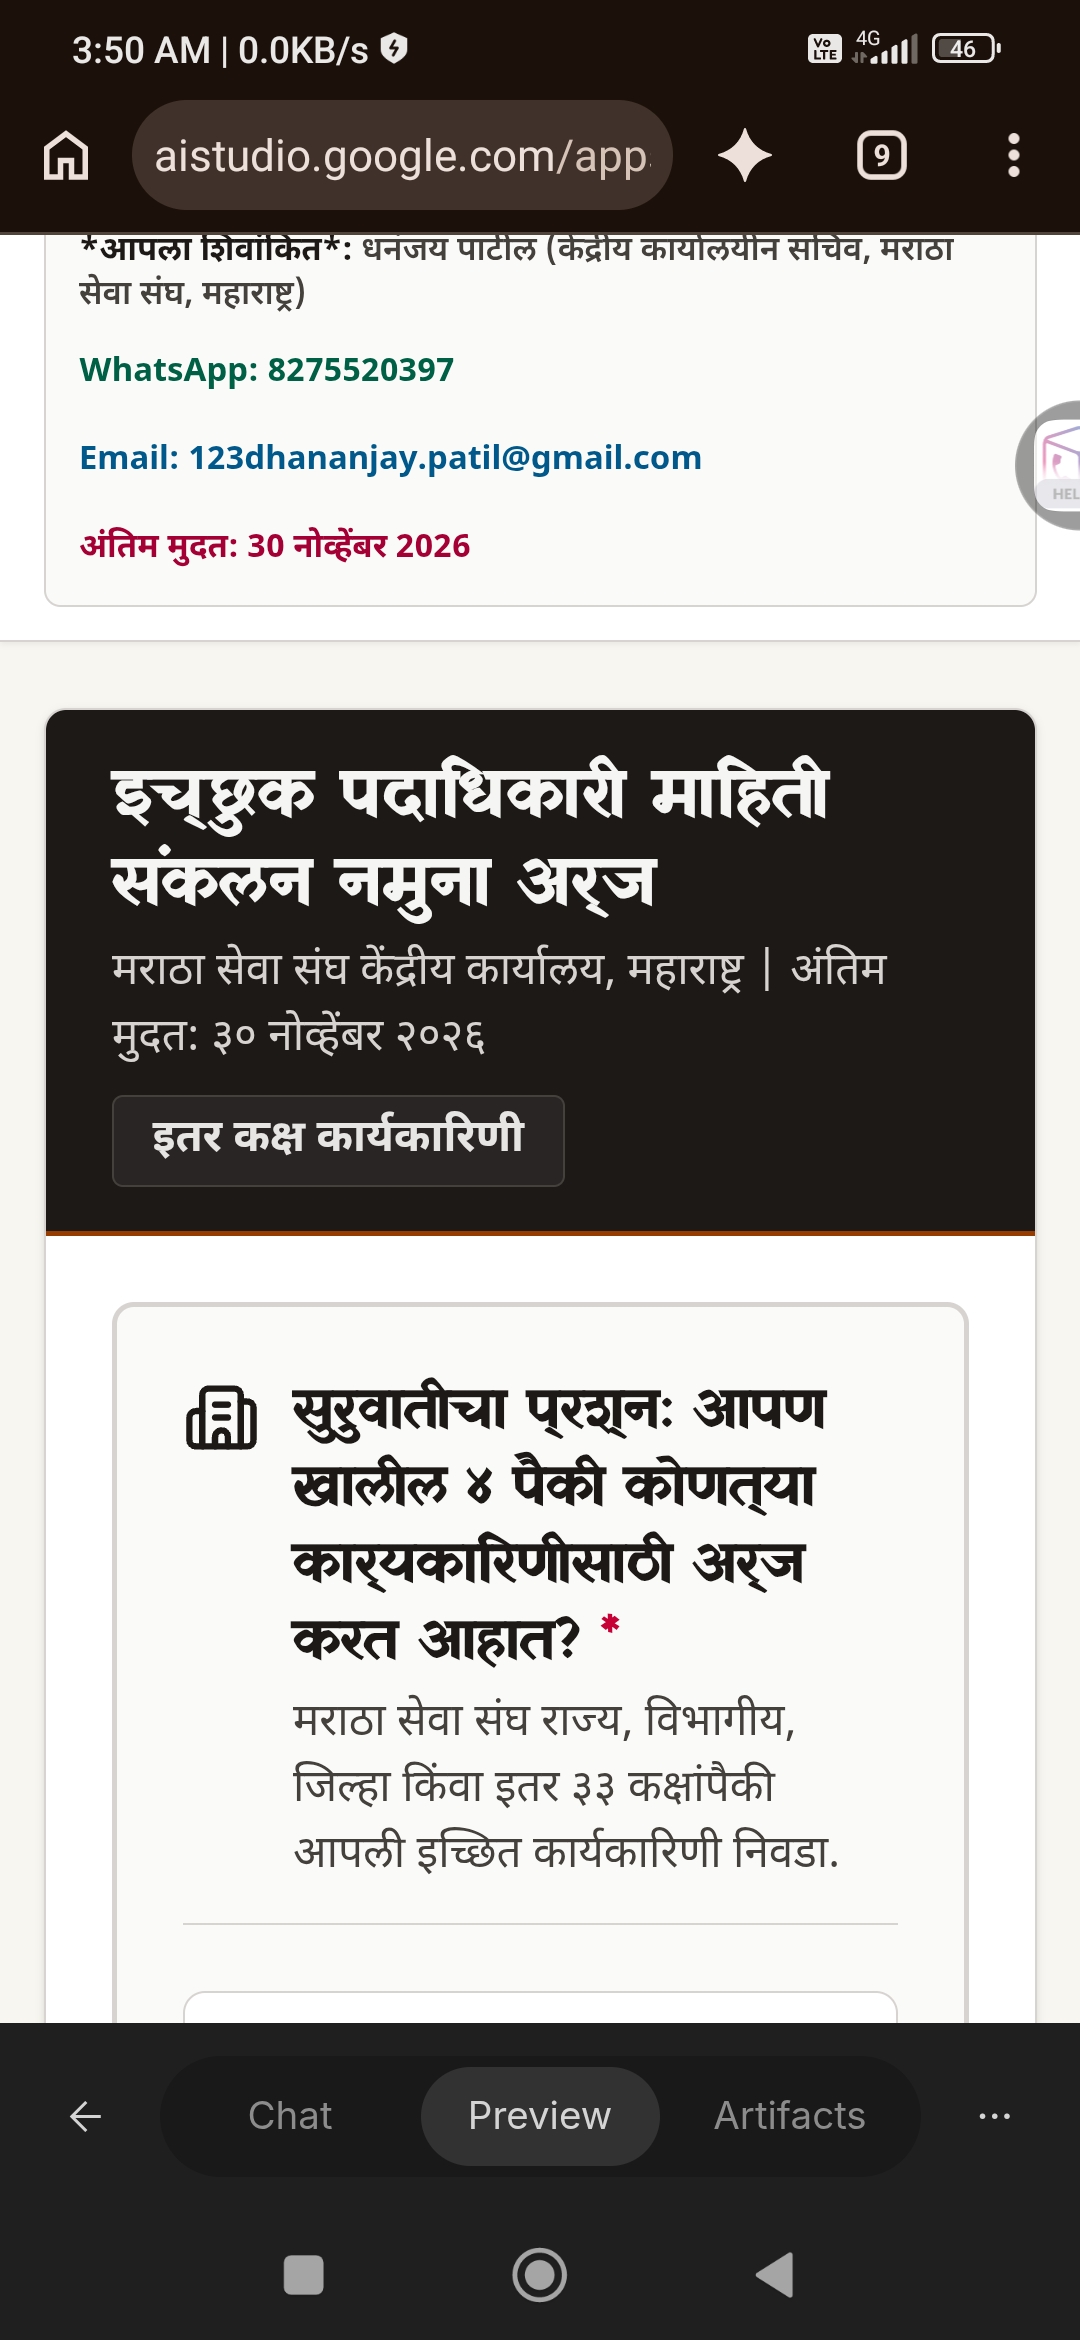 3:50 AM | 0.0KB/s
Vo LTE 4G 46
aistudio.google.com/app
9
*आपला शिवांकित*: धनंजय पाटील (केंद्रीय कार्यालयीन सचिव, मराठा
सेवा संघ, महाराष्ट्र)
WhatsApp: 8275520397
Email: 123dhananjay.patil@gmail.com
HEL
अंतिम मुदत: 30 नोव्हेंबर 2026
इच्छुक पदाधिकारी माहिती
संकलन नमुना अर्ज
मराठा सेवा संघ केंद्रीय कार्यालय, महाराष्ट्र | अंतिम
मुदत: ३० नोव्हेंबर २०२६
इतर कक्ष कार्यकारिणी
सुरुवातीचा प्रश्न: आपण
खालील ४ पैकी कोणत्या
कार्यकारिणीसाठी अर्ज
करत आहात? *
मराठा सेवा संघ राज्य, विभागीय,
जिल्हा किंवा इतर ३३ कक्षांपैकी
आपली इच्छित कार्यकारिणी निवडा.
Chat Preview Artifacts